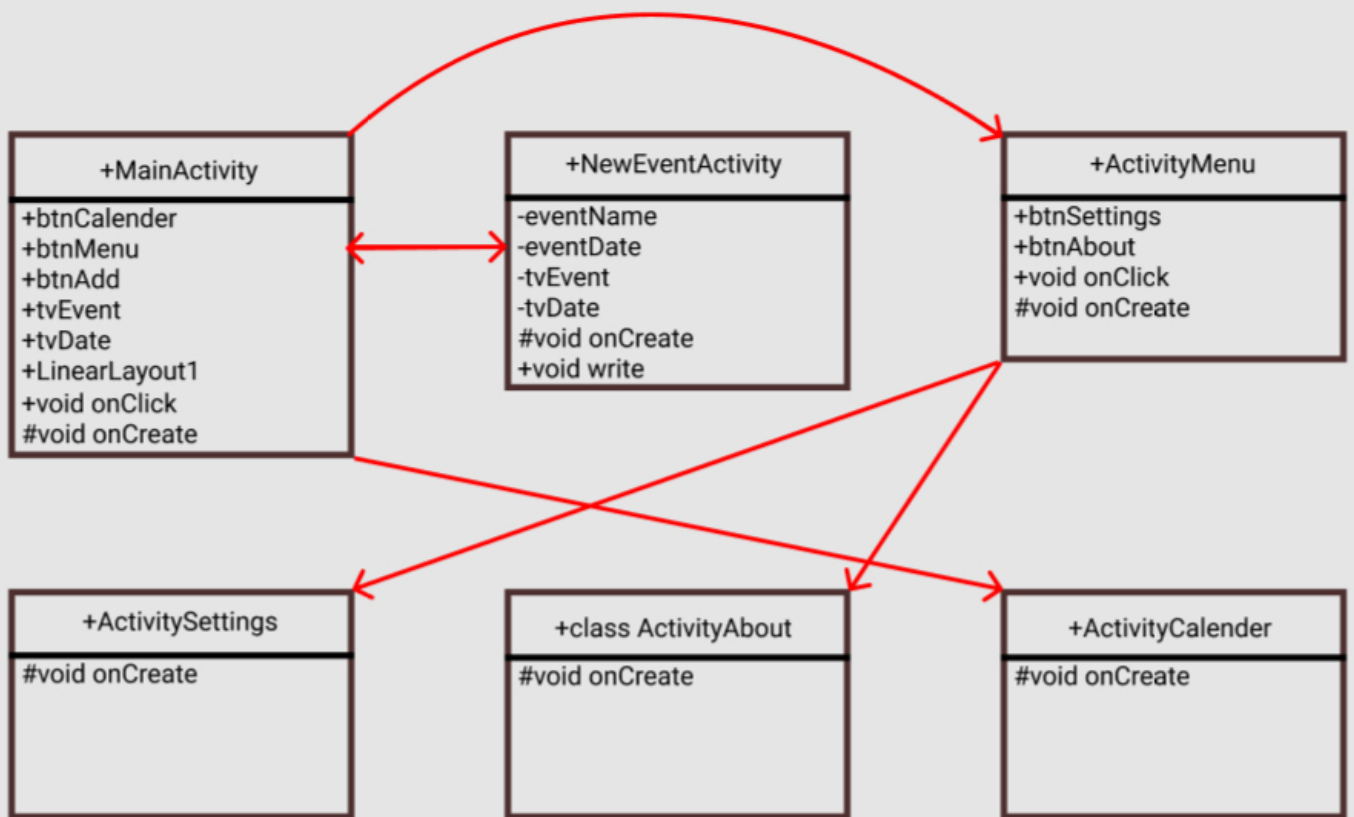 +MainActivity
+btnCalender
+btnMenu
+btnAdd
+tvEvent
+tvDate
+LinearLayout1
+void onClick
#void onCreate
+NewEventActivity
-eventName
-eventDate
-tvEvent
-tvDate
#void onCreate
+void write
+ActivityMenu
+btnSettings
+btnAbout
+void onClick
#void onCreate
+ActivitySettings
#void onCreate
+class ActivityAbout
#void onCreate
+ActivityCalender
#void onCreate